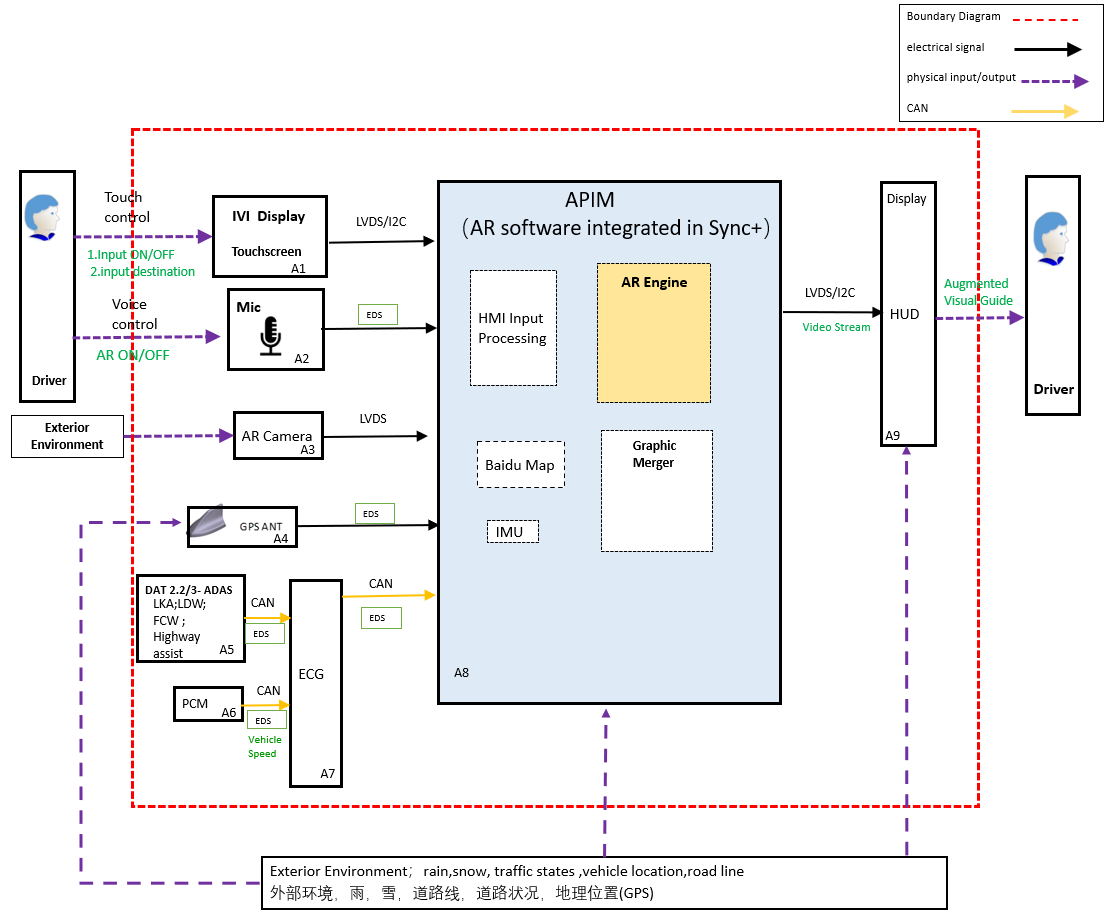 Boundary Diagram
electrical signal
physical input/output
CAN
Touch
control
1.Input ON/OFF
2.input destination
Voice
control
AR ON/OFF
Driver
Exterior
Environment
IVI Display
Touchscreen
A1
Mic
A2
AR Camera
A3
GPS ANT
A4
DAT 2.2/3- ADAS
LKA;LDW;
FCW ;
Highway
assist
A5
PCM
A6
CAN
EDS
CAN
EDS
Vehicle
Speed
ECG
A7
LVDS/I2C
EDS
LVDS
EDS
CAN
EDS
APIM
（AR software integrated in Sync+）
HMI Input
Processing
AR Engine
Baidu Map
Graphic
Merger
IMU
A8
LVDS/I2C
Video Stream
Display
HUD
A9
Augmented
Visual Guide
Driver
Exterior Environment；rain,snow, traffic states ,vehicle location,road line
外部环境，雨，雪，道路线，道路状况，地理位置(GPS)